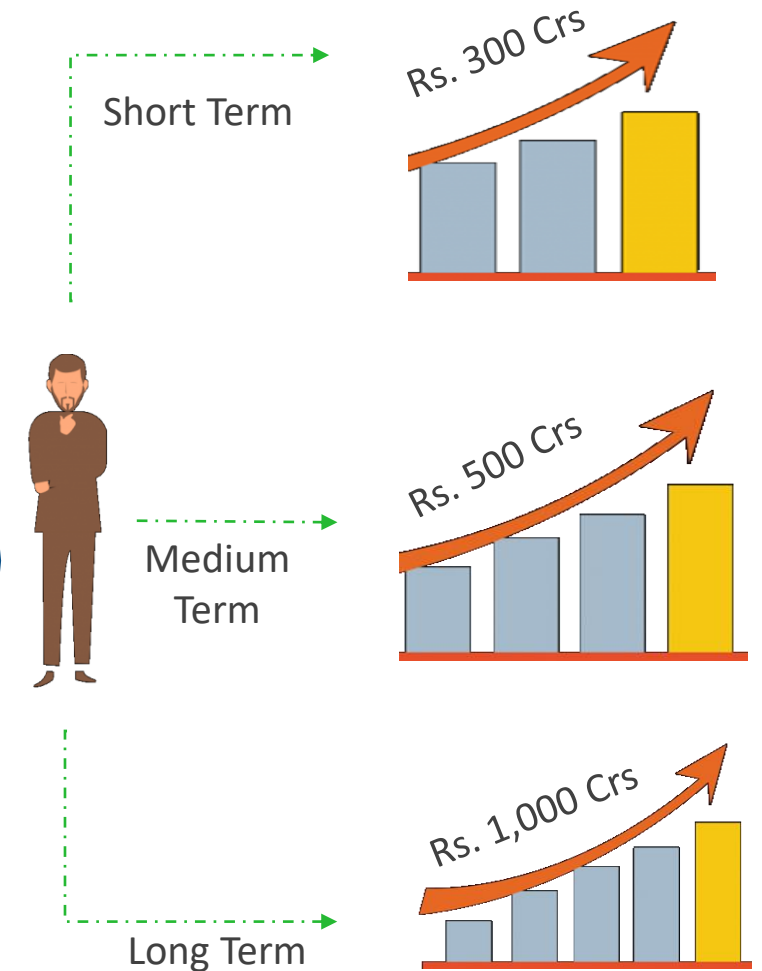 Rs. 300 Crs
Short Term
Rs. 500 Crs
Medium
Term
Rs. 1,000 Crs
Long Term